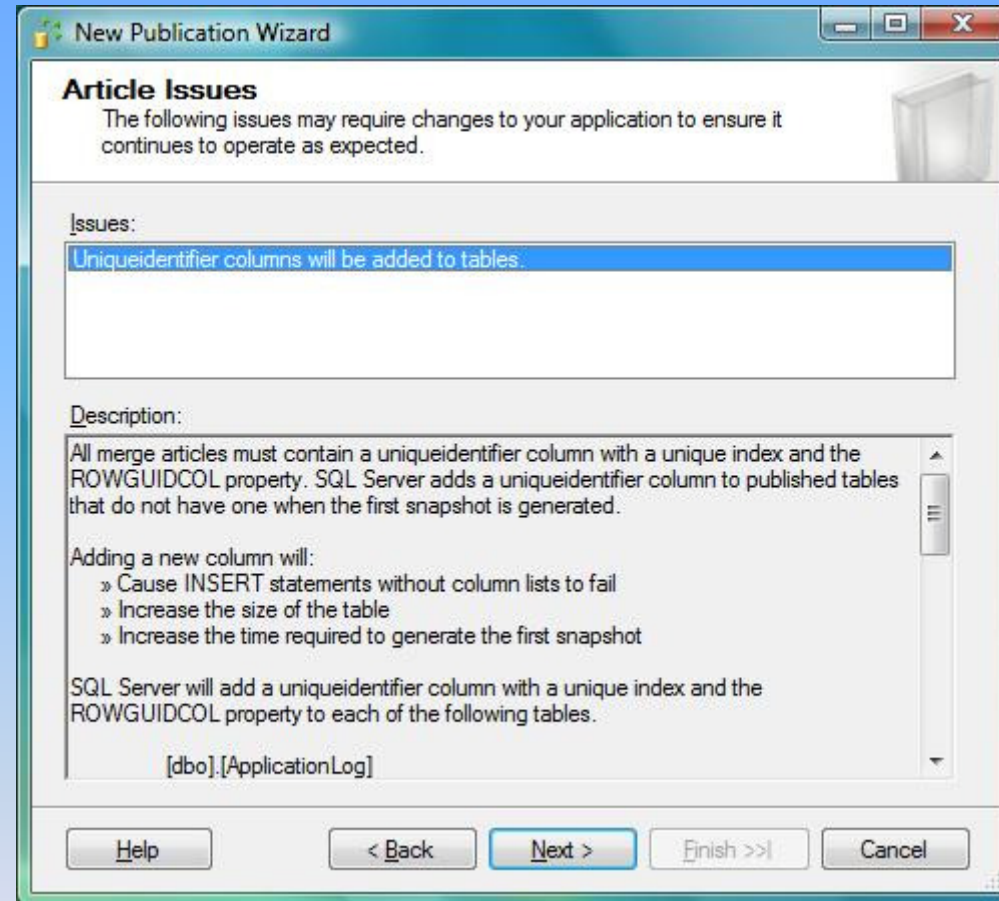 New Publication Wizard
Article Issues
The following issues may require changes to your application to ensure it
continues to operate as expected.
Issues:
Uniqueidentifier columns will be added to tables.
Description:
All merge articles must contain a uniqueidentifier column with a unique index and the
ROWGUIDCOL property. SQL Server adds a uniqueidentifier column to published tables
that do not have one when the first snapshot is generated.
Adding a new column will:
» Cause INSERT statements without column lists to fail
» Increase the size of the table
» Increase the time required to generate the first snapshot
SQL Server will add a uniqueidentifier column with a unique index and the
ROWGUIDCOL property to each of the following tables.
[dbo].[ApplicationLog]
Help < Back Next > Finish >>| Cancel